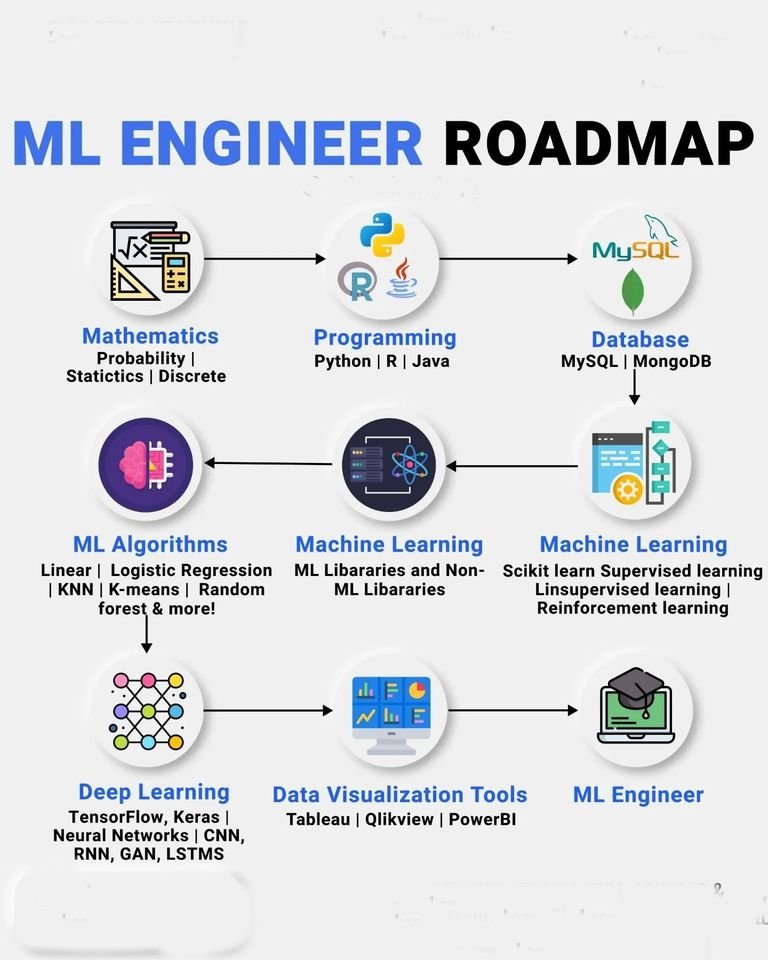 ML ENGINEER ROADMAP
MySQL
R
√x
Mathematics
Probability |
Statictics | Discrete
Programming
Python | R | Java
Database
MySQL | MongoDB
ML Algorithms
Linear | Logistic Regression
| KNN | K-means | Random
forest & more!
Machine Learning
ML Libararies and Non-
ML Libararies
Machine Learning
Scikit learn Supervised learning
Linsupervised learning |
Reinforcement learning
Deep Learning
TensorFlow, Keras |
Neural Networks | CNN,
RNN, GAN, LSTMS
Data Visualization Tools
Tableau | Qlikview | PowerBI
ML Engineer
&